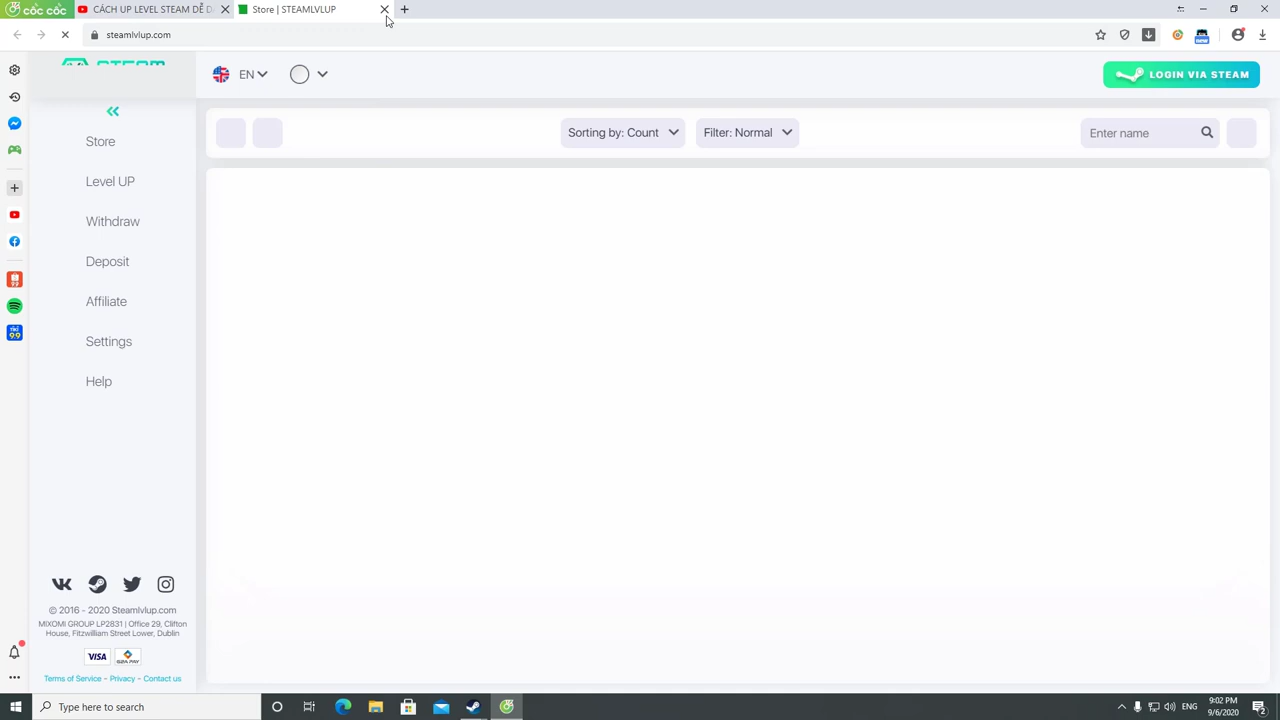 cốc cốc
CÁCH UP LEVEL STEAM DỄ D
Store | STEAMLVLUP
steamlvlup.com
EN
LOGIN VIA STEAM
Store
Sorting by: Count
Filter: Normal
Enter name
Level UP
Withdraw
Deposit
Affiliate
Settings
Help
© 2016 - 2020 Steamlvlup.com
MIXOMI GROUP LP2831 | Office 29, Clifton
House, Fitzwilliam Street Lower, Dublin
VISA
G2A PAY
Terms of Service - Privacy - Contact us
Type here to search
ENG
9:02 PM
9/6/2020
2